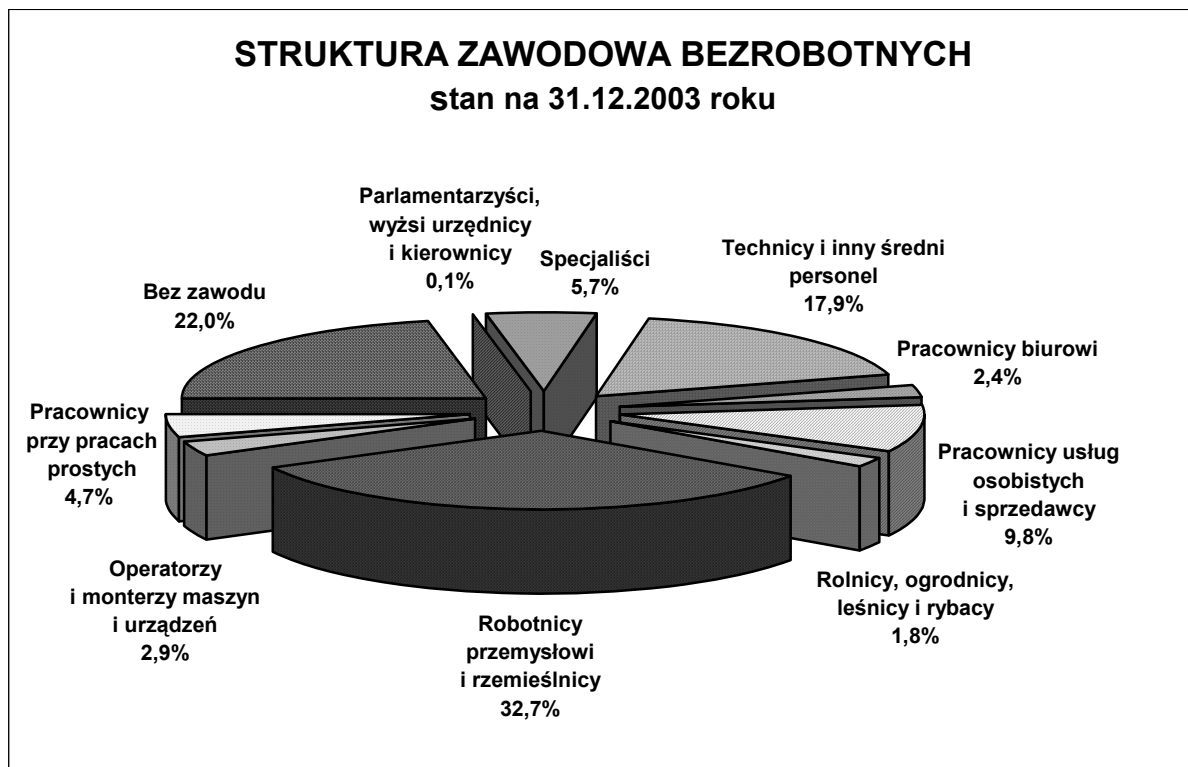 STRUKTURA ZAWODOWA BEZROBOTNYCH
stan na 31.12.2003 roku
Parlamentarzyści,
wyżsi urzędnicy
i kierownicy
0,1%
Specjaliści
5,7%
Technicy i inny średni
personel
17,9%
Bez zawodu
22,0%
Pracownicy biurowi
2,4%
Pracownicy
przy pracach
prostych
4,7%
Pracownicy usług
osobistych
i sprzedawcy
9,8%
Operatorzy
i monterzy maszyn
i urządzeń
2,9%
Robotnicy
przemysłowi
i rzemieślnicy
32,7%
Rolnicy, ogrodnicy,
leśnicy i rybacy
1,8%